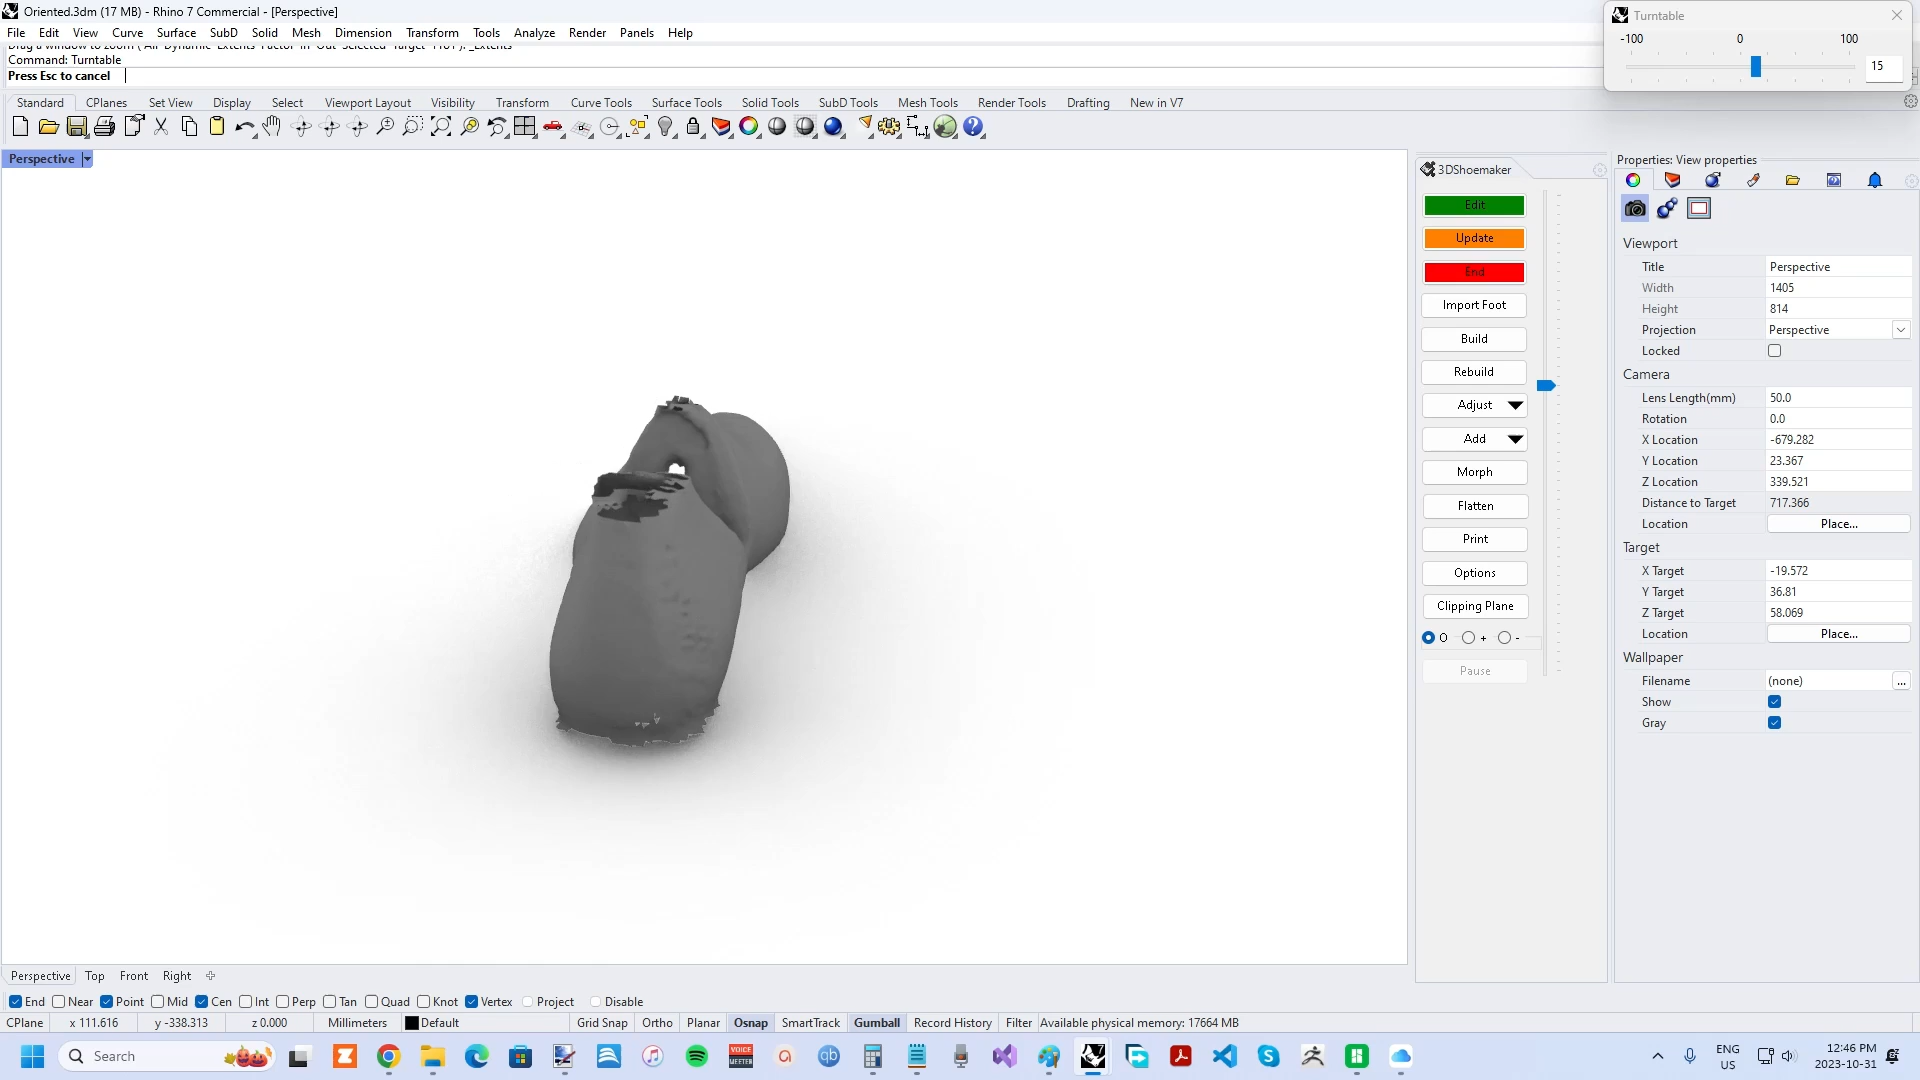 Oriented.3dm (17 MB) - Rhino 7 Commercial - [Perspective]
File Edit View Curve Surface SubD Solid Mesh Dimension Transform Tools Analyze Render Panels Help
Command: Turntable
Press Esc to cancel
Turntable
-100 0 100
15
Standard CPlanes Set View Display Select Viewport Layout Visibility Transform Curve Tools Surface Tools Solid Tools SubD Tools Mesh Tools Render Tools Drafting New in V7
Perspective
3DShoemaker
Edit
Update
End
Import Foot
Build
Rebuild
Adjust
Add
Morph
Flatten
Print
Options
Clipping Plane
O + -
Pause
Properties: View properties
Viewport
Title Perspective
Width 1405
Height 814
Projection Perspective
Locked
Camera
Lens Length(mm) 50.0
Rotation 0.0
X Location -679.282
Y Location 23.367
Z Location 339.521
Distance to Target 717.366
Location Place...
Target
X Target -19.572
Y Target 36.81
Z Target 58.069
Location Place...
Wallpaper
Filename (none) ...
Show
Gray
Perspective Top Front Right
End Near Point Mid Cen Int Perp Tan Quad Knot Vertex Project Disable
CPlane x 111.616 y -338.313 z 0.000 Millimeters Default Grid Snap Ortho Planar Osnap SmartTrack Gumball Record History Filter Available physical memory: 17664 MB
Search
VOICE
MEETER
qb
ENG
US
12:46 PM
2023-10-31